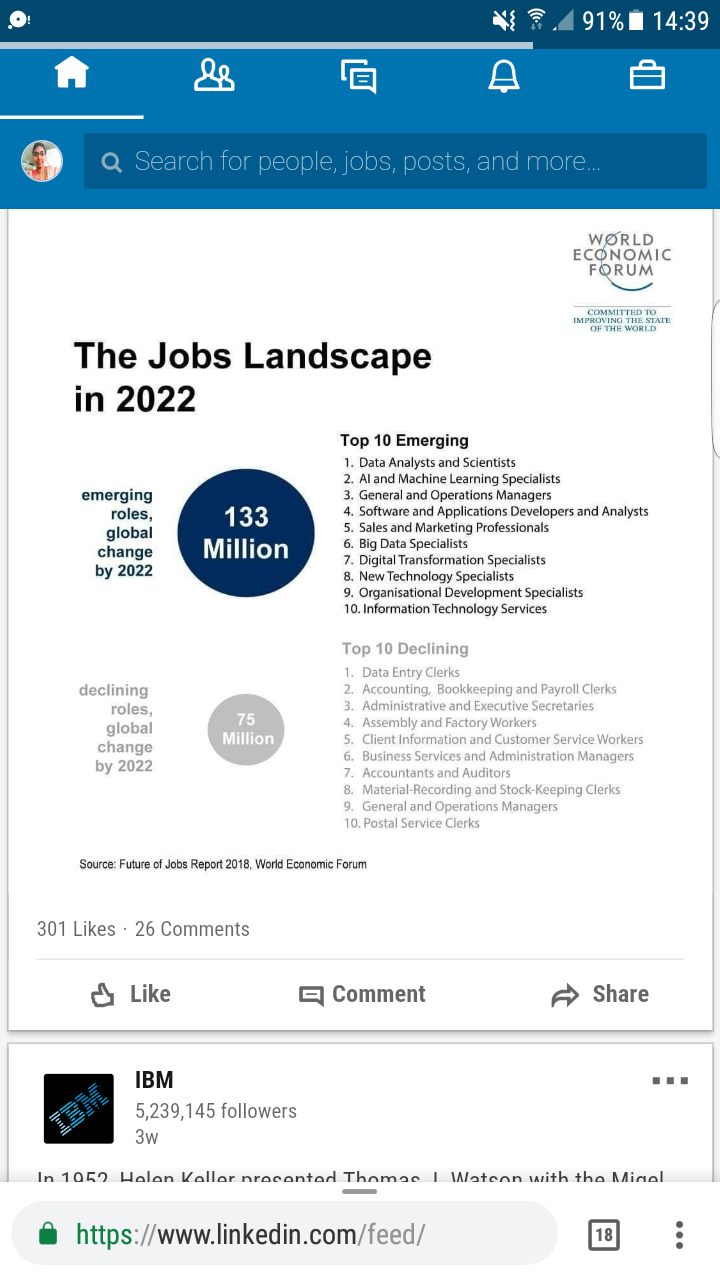 91% 14:39
Search for people, jobs, posts, and more...
WORLD
ECONOMIC
FORUM
COMMITTED TO
IMPROVING THE STATE
OF THE WORLD
The Jobs Landscape
in 2022
emerging
roles,
global
change
by 2022
133
Million
Top 10 Emerging
1. Data Analysts and Scientists
2. AI and Machine Learning Specialists
3. General and Operations Managers
4. Software and Applications Developers and Analysts
5. Sales and Marketing Professionals
6. Big Data Specialists
7. Digital Transformation Specialists
8. New Technology Specialists
9. Organisational Development Specialists
10. Information Technology Services
declining
roles,
global
change
by 2022
75
Million
Top 10 Declining
1. Data Entry Clerks
2. Accounting, Bookkeeping and Payroll Clerks
3. Administrative and Executive Secretaries
4. Assembly and Factory Workers
5. Client Information and Customer Service Workers
6. Business Services and Administration Managers
7. Accountants and Auditors
8. Material-Recording and Stock-Keeping Clerks
9. General and Operations Managers
10. Postal Service Clerks
Source: Future of Jobs Report 2018, World Economic Forum
301 Likes · 26 Comments
Like Comment Share
IBM
IBM
5,239,145 followers
3w
In 1952, Helen Keller presented Thomas J. Watson with the Migel
https://www.linkedin.com/feed/
18